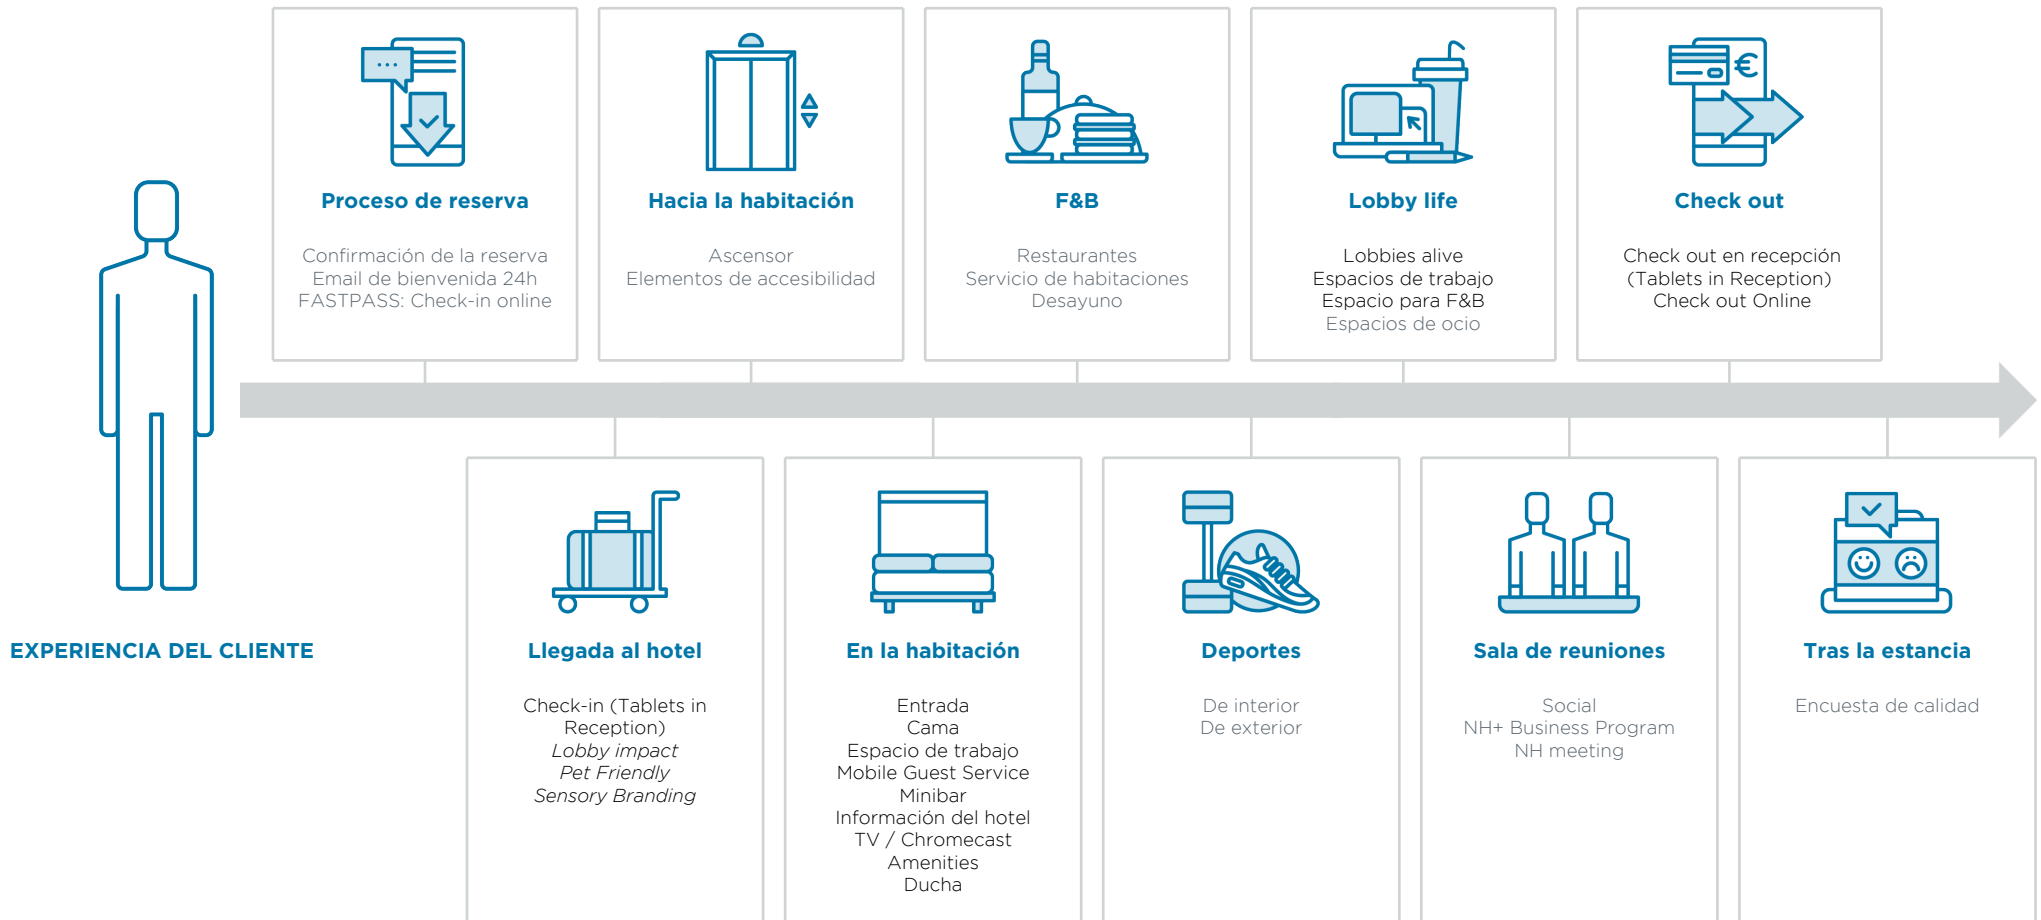 Proceso de reserva
Confirmación de la reserva
Email de bienvenida 24h
FASTPASS: Check-in online
Hacia la habitación
Ascensor
Elementos de accesibilidad
F&B
Restaurantes
Servicio de habitaciones
Desayuno
Lobby life
Lobbies alive
Espacios de trabajo
Espacio para F&B
Espacios de ocio
€
Check out
Check out en recepción
(Tablets in Reception)
Check out Online
EXPERIENCIA DEL CLIENTE
Llegada al hotel
Check-in (Tablets in
Reception)
Lobby impact
Pet Friendly
Sensory Branding
En la habitación
Entrada
Cama
Espacio de trabajo
Mobile Guest Service
Minibar
Información del hotel
TV / Chromecast
Amenities
Ducha
Deportes
De interior
De exterior
Sala de reuniones
Social
NH+ Business Program
NH meeting
Tras la estancia
Encuesta de calidad